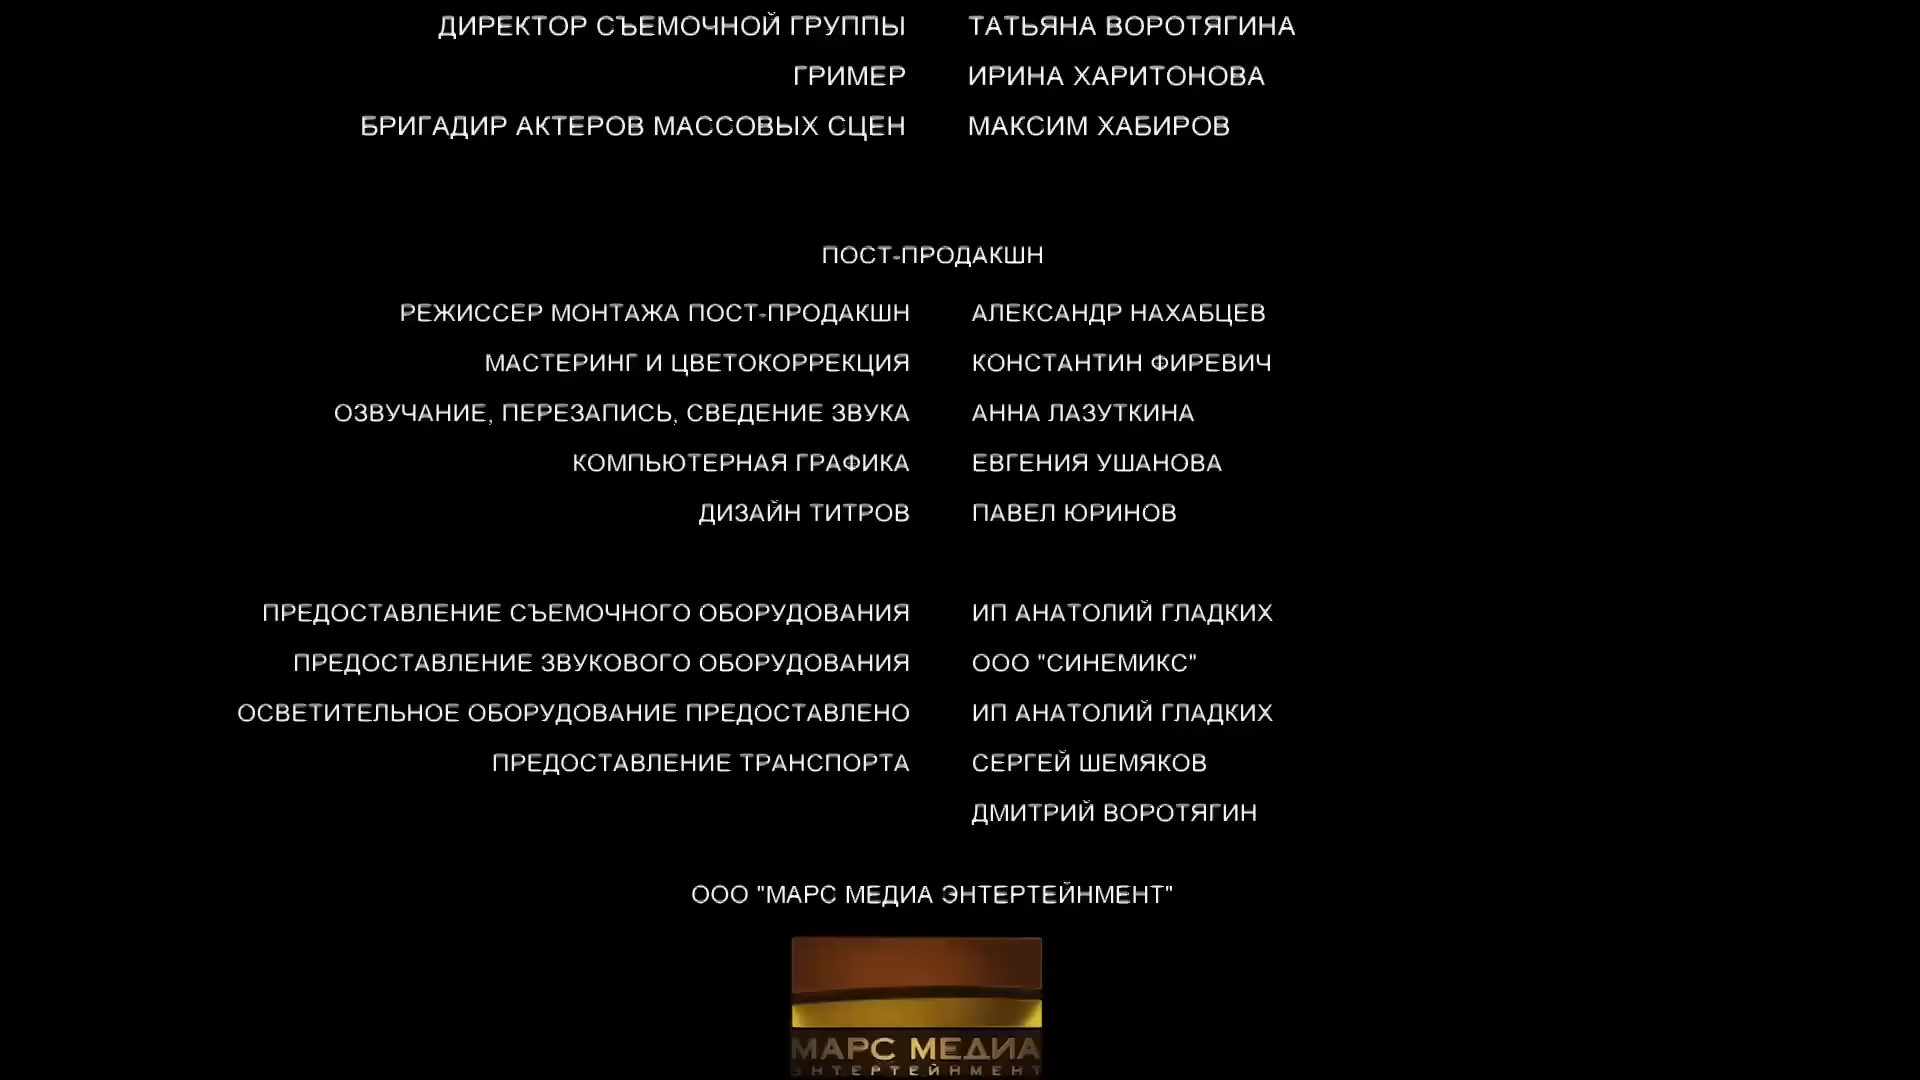 ДИРЕКТОР СЪЕМОЧНОЙ ГРУППЫ ТАТЬЯНА ВОРОТЯГИНА
ГРИМЕР ИРИНА ХАРИТОНОВА
БРИГАДИР АКТЕРОВ МАССОВЫХ СЦЕН МАКСИМ ХАБИРОВ
ПОСТ-ПРОДАКШН
РЕЖИССЕР МОНТАЖА ПОСТ-ПРОДАКШН АЛЕКСАНДР НАХАБЦЕВ
МАСТЕРИНГ И ЦВЕТОКОРРЕКЦИЯ КОНСТАНТИН ФИРЕВИЧ
ОЗВУЧАНИЕ, ПЕРЕЗАПИСЬ, СВЕДЕНИЕ ЗВУКА АННА ЛАЗУТКИНА
КОМПЬЮТЕРНАЯ ГРАФИКА ЕВГЕНИЯ УШАНОВА
ДИЗАЙН ТИТРОВ ПАВЕЛ ЮРИНОВ
ПРЕДОСТАВЛЕНИЕ СЪЕМОЧНОГО ОБОРУДОВАНИЯ ИП АНАТОЛИЙ ГЛАДКИХ
ПРЕДОСТАВЛЕНИЕ ЗВУКОВОГО ОБОРУДОВАНИЯ ООО "СИНЕМИКС"
ОСВЕТИТЕЛЬНОЕ ОБОРУДОВАНИЕ ПРЕДОСТАВЛЕНО ИП АНАТОЛИЙ ГЛАДКИХ
ПРЕДОСТАВЛЕНИЕ ТРАНСПОРТА СЕРГЕЙ ШЕМЯКОВ
ДМИТРИЙ ВОРОТЯГИН
ООО "МАРС МЕДИА ЭНТЕРТЕЙНМЕНТ"
МАРС МЕДИА
ЭНТЕРТЕЙНМЕНТ